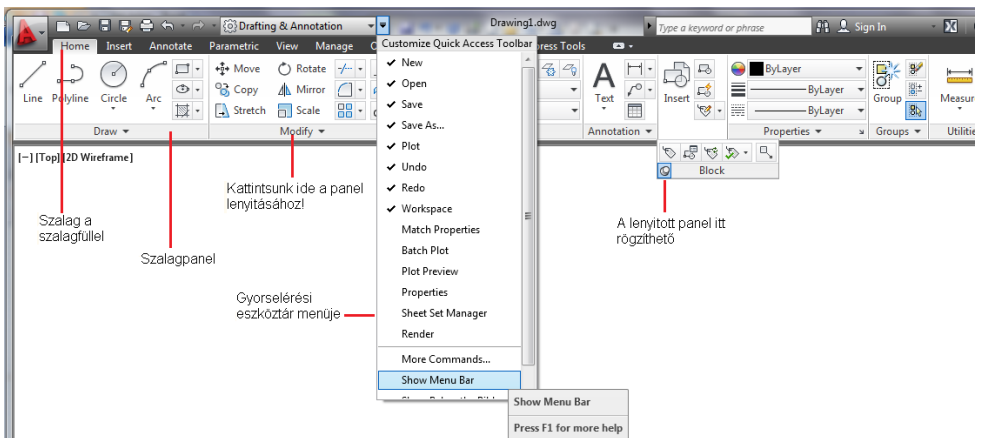 Drafting & Annotation
Drawing1.dwg
Type a keyword or phrase
Sign In
Home Insert Annotate Parametric View Manage
press Tools
Customize Quick Access Toolbar
New
Open
Save
Save As...
Plot
Undo
Redo
Workspace
Match Properties
Batch Plot
Plot Preview
Properties
Sheet Set Manager
Render
More Commands...
Show Menu Bar
Show Menu Bar
Press F1 for more help
Line Polyline Circle Arc
Draw
Move Rotate
Copy Mirror
Stretch Scale
Modify
Text
Annotation
Insert
Block
ByLayer
ByLayer
ByLayer
Properties
Group
Groups
Measur
Utilitie
[−] [Top] [2D Wireframe]
Szalag a
szalagfüllel
Szalagpanel
Kattintsunk ide a panel
lenyitásához!
Gyorselérési
eszköztár menüje
A lenyitott panel itt
rögzíthető